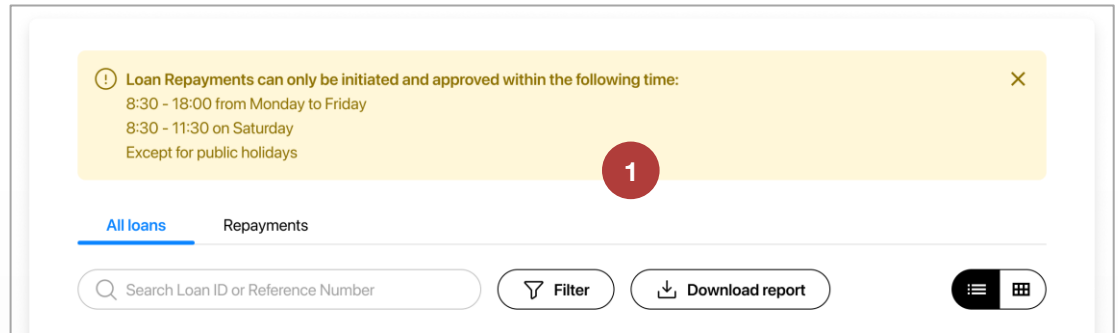 Loan Repayments can only be initiated and approved within the following time:
8:30 - 18:00 from Monday to Friday
8:30 - 11:30 on Saturday
Except for public holidays
1
All loans Repayments
Search Loan ID or Reference Number Filter Download report